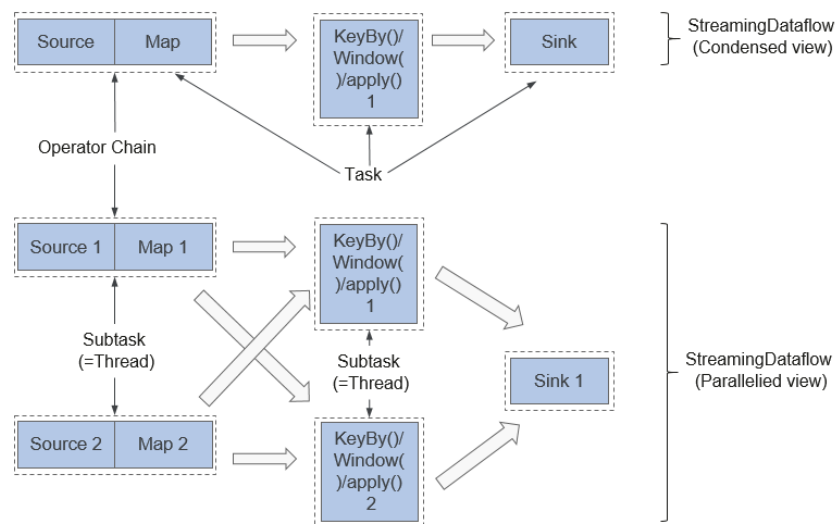 Source
Map
KeyBy()/
Window(
)/apply()
1
Sink
StreamingDataflow
(Condensed view)
Operator Chain
Task
Source 1
Map 1
KeyBy()/
Window(
)/apply()
1
Subtask
(=Thread)
Subtask
(=Thread)
Sink 1
StreamingDataflow
(Parallelied view)
Source 2
Map 2
KeyBy()/
Window(
)/apply()
2